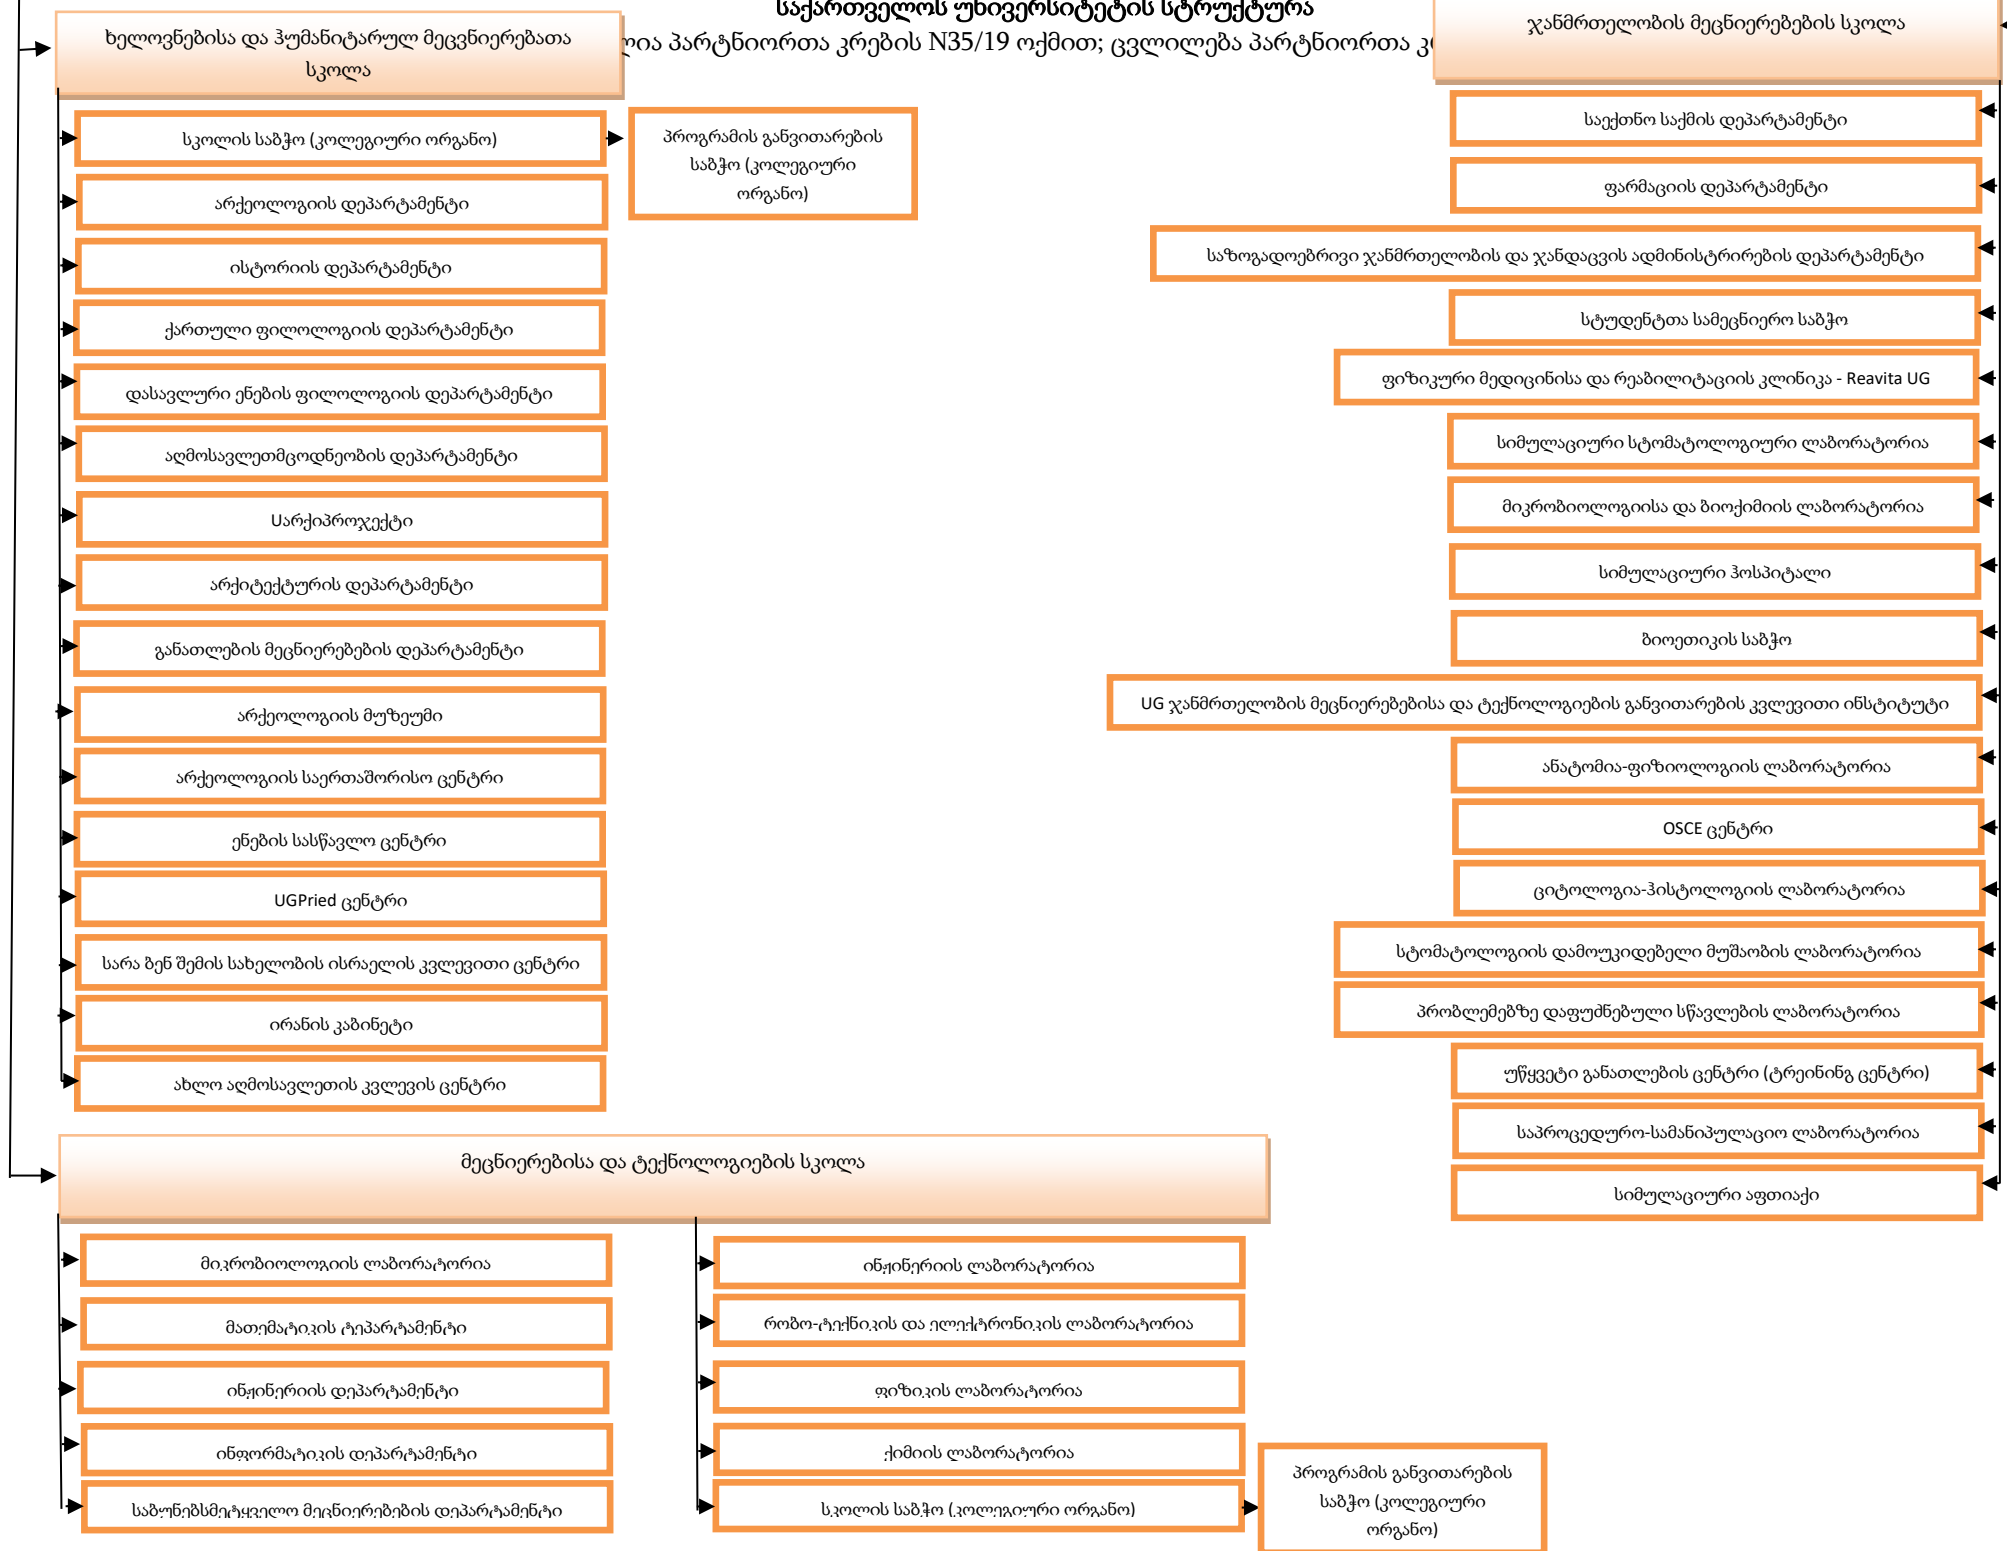 საქართველოს უნივერსიტეტის სტრუქტურა
ლია პარტნიორთა კრების N35/19 ოქმით; ცვლილება პარტნიორთა
ხელოვნებისა და ჰუმანიტარულ მეცვნიერებათა
სკოლა
სკოლის საბჭო (კოლეგიური ორგანო)
პროგრამის განვითარების
საბჭო (კოლეგიური
ორგანო)
არქეოლოგიის დეპარტამენტი
ისტორიის დეპარტამენტი
ქართული ფილოლოგიის დეპარტამენტი
დასავლური ენების ფილოლოგიის დეპარტამენტი
აღმოსავლეთმცოდნეობის დეპარტამენტი
Uარქიპროჯექტი
არქიტექტურის დეპარტამენტი
განათლების მეცნიერებების დეპარტამენტი
არქეოლოგიის მუზეუმი
არქეოლოგიის საერთაშორისო ცენტრი
ენების სასწავლო ცენტრი
UGPried ცენტრი
სარა ბენ შემის სახელობის ისრაელის კვლევითი ცენტრი
ირანის კაბინეტი
ახლო აღმოსავლეთის კვლევის ცენტრი
ჯანმრთელობის მეცნიერებების სკოლა
საექთნო საქმის დეპარტამენტი
ფარმაციის დეპარტამენტი
საზოგადოებრივი ჯანმრთელობის და ჯანდაცვის ადმინისტრირების დეპარტამენტი
სტუდენტთა სამეცნიერო საბჭო
ფიზიკური მედიცინისა და რეაბილიტაციის კლინიკა - Reavita UG
სიმულაციური სტომატოლოგიური ლაბორატორია
მიკრობიოლოგიისა და ბიოქიმიის ლაბორატორია
სიმულაციური ჰოსპიტალი
ბიოეთიკის საბჭო
UG ჯანმრთელობის მეცნიერებებისა და ტექნოლოგიების განვითარების კვლევითი ინსტიტუტი
ანატომია-ფიზიოლოგიის ლაბორატორია
OSCE ცენტრი
ციტოლოგია-ჰისტოლოგიის ლაბორატორია
სტომატოლოგიის დამოუკიდებელი მუშაობის ლაბორატორია
პრობლემებზე დაფუძნებული სწავლების ლაბორატორია
უწყვეტი განათლების ცენტრი (ტრეინინგ ცენტრი)
საპროცედურო-სამანიპულაციო ლაბორატორია
სიმულაციური აფთიაქი
მეცნიერებისა და ტექნოლოგიების სკოლა
მიკრობიოლოგიის ლაბორატორია
მათემატიკის ტეპარტამენტი
ინჟინერიის დეპარტამენტი
ინფორმატიკის დეპარტამენტი
საბუნებსმეტყველო მეცნიერებების დეპარტამენტი
ინჟინერიის ლაბორატორია
რობო-ტექნიკის და ელექტრონიკის ლაბორატორია
ფიზიკის ლაბორატორია
ქიმიის ლაბორატორია
სკოლის საბჭო (კოლეგიური ორგანო)
პროგრამის განვითარების
საბჭო (კოლეგიური
ორგანო)